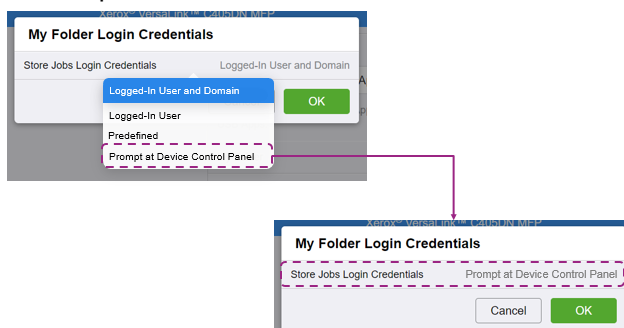 Xerox® VersaLink™ C405DN MFP
My Folder Login Credentials
Store Jobs Login Credentials Logged-In User and Domain
Logged-In User and Domain
Logged-In User
Predefined
Prompt at Device Control Panel
OK
Xerox® VersaLink™ C405DN MFP
My Folder Login Credentials
Store Jobs Login Credentials Prompt at Device Control Panel
Cancel OK